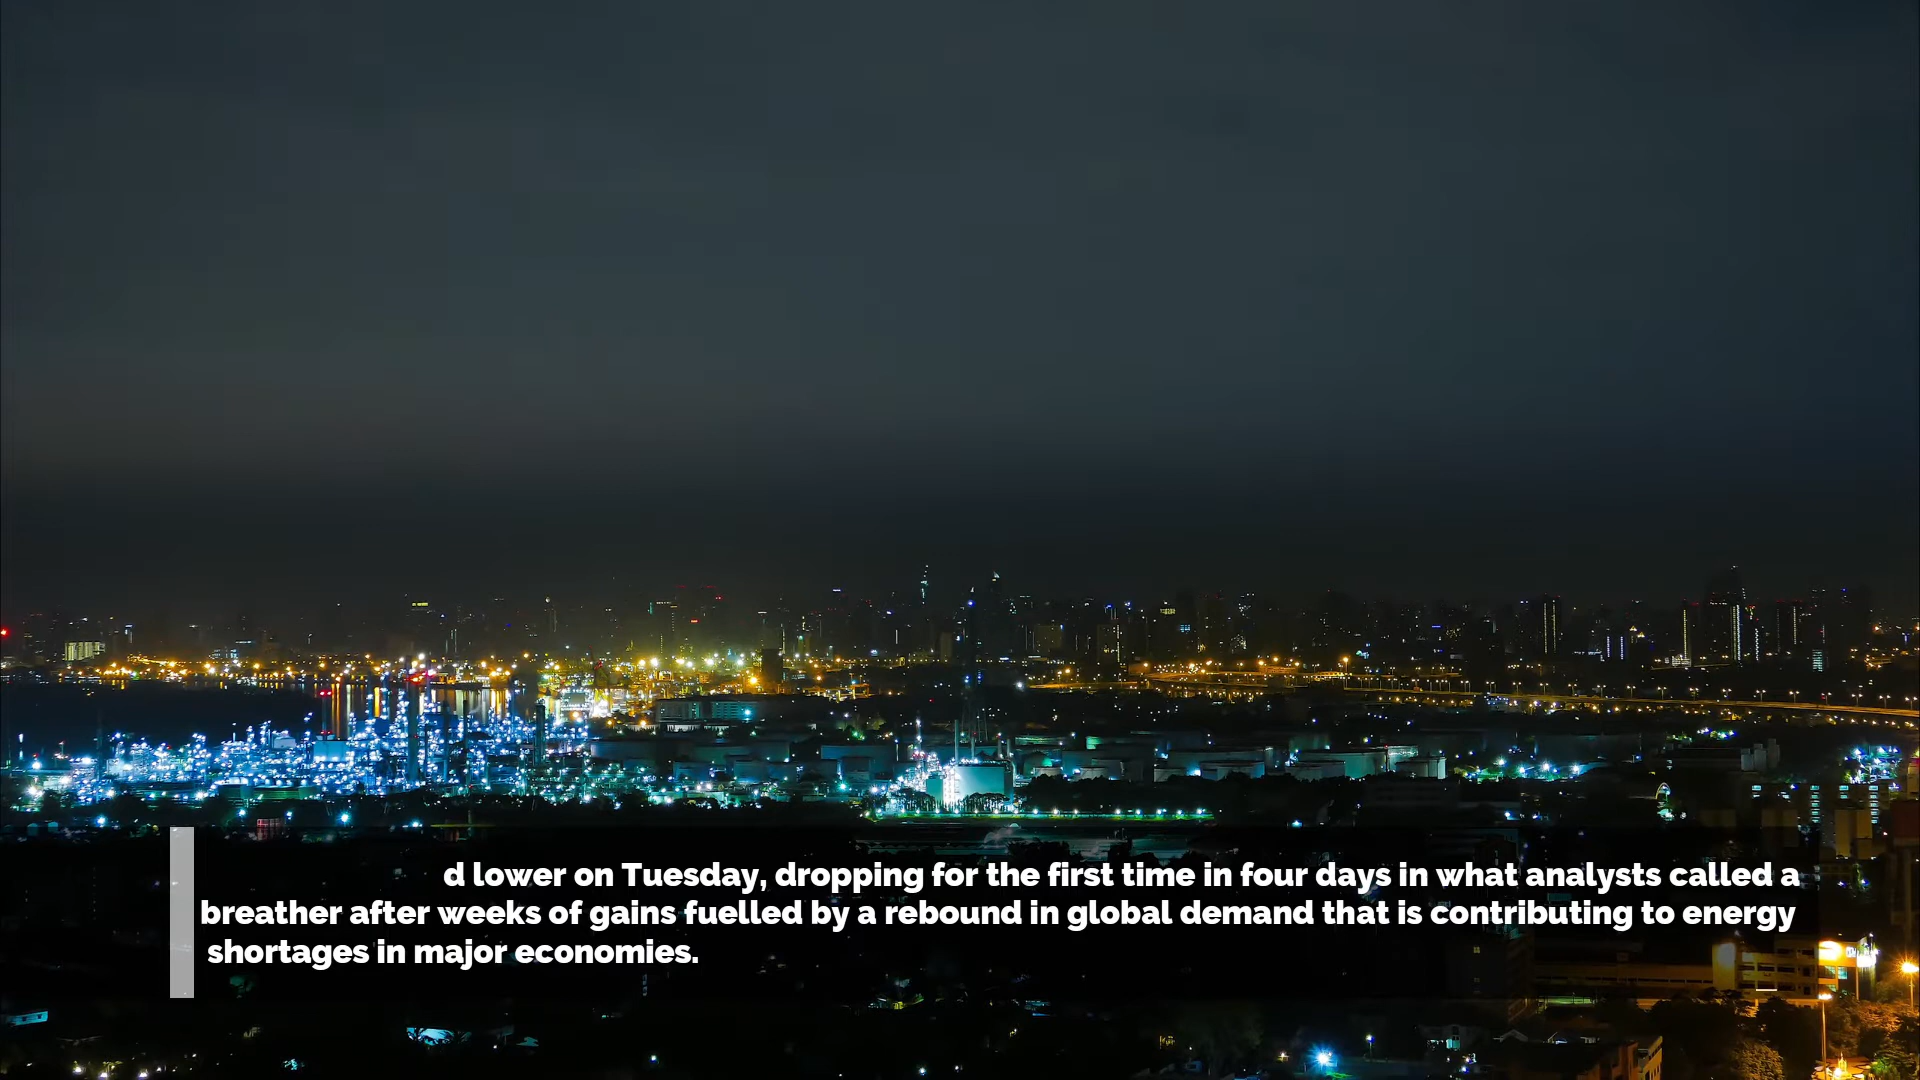 d lower on Tuesday, dropping for the first time in four days in what analysts called a
breather after weeks of gains fuelled by a rebound in global demand that is contributing to energy
shortages in major economies.